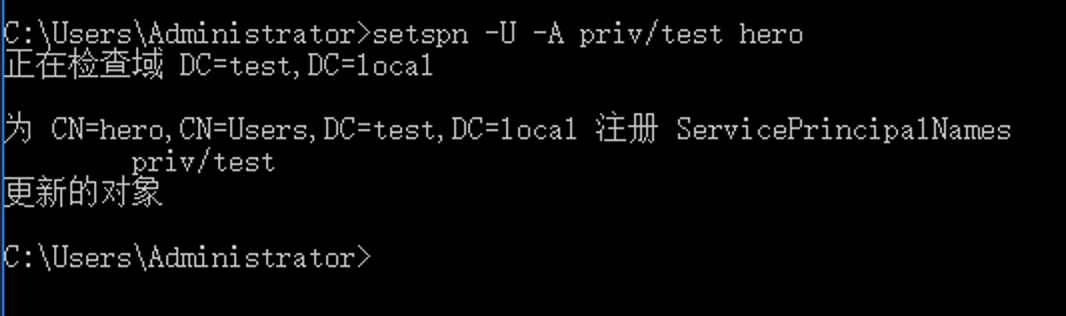 C:\Users\Administrator>setspn -U -A priv/test hero
正在检查域 DC=test,DC=local
为 CN=hero,CN=Users,DC=test,DC=local 注册 ServicePrincipalNames
priv/test
更新的对象
C:\Users\Administrator>